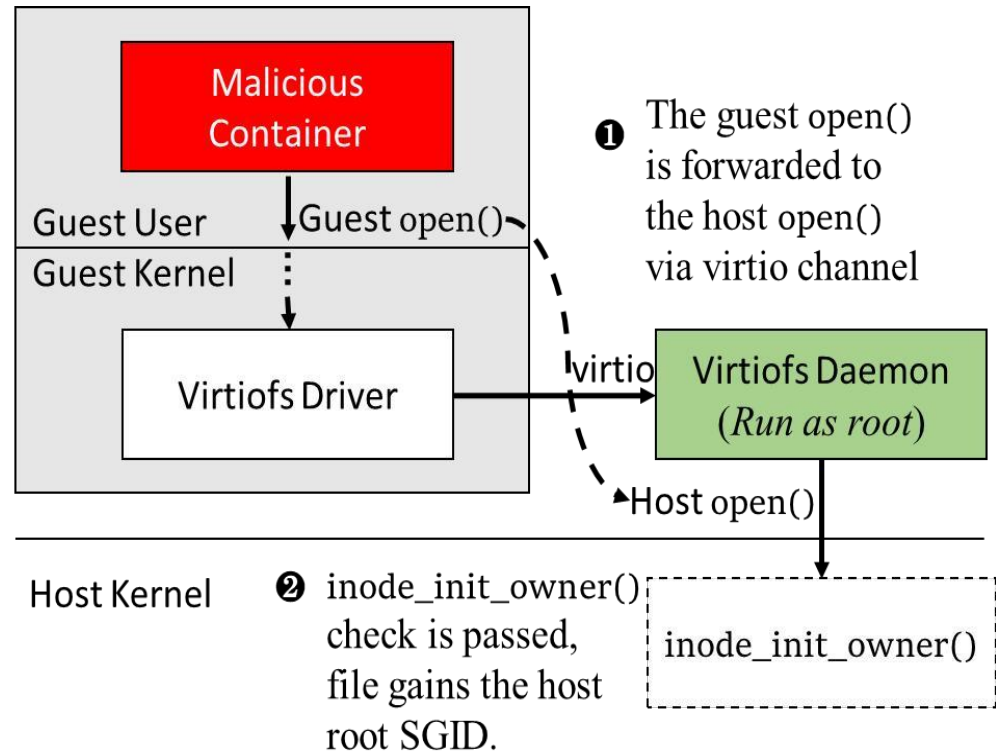 Malicious
Container
❶ The guest open()
is forwarded to
the host open()
via virtio channel
Guest User
Guest open()
Guest Kernel
Virtiofs Driver
virtio
Virtiofs Daemon
(Run as root)
Host open()
Host Kernel
❷ inode_init_owner()
check is passed,
file gains the host
root SGID.
inode_init_owner()